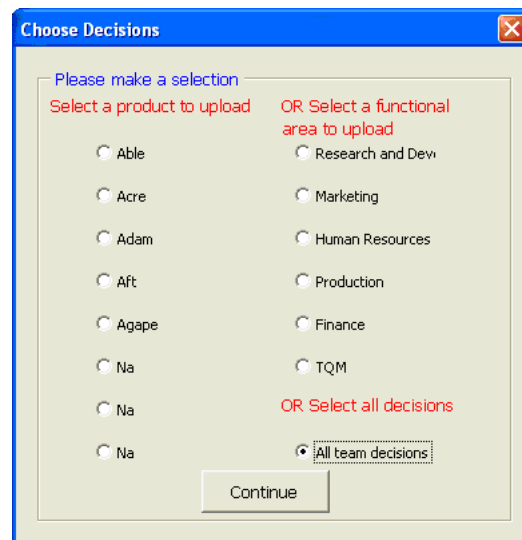 Choose Decisions
Please make a selection
Select a product to upload
OR Select a functional
area to upload
Able
Research and Dev
Acre
Marketing
Adam
Human Resources
Aft
Production
Agape
Finance
Na
TQM
Na
OR Select all decisions
Na
All team decisions
Continue